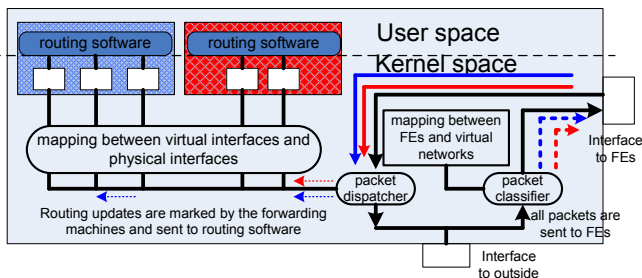 routing software
routing software
User space
Kernel space
mapping between virtual interfaces and
physical interfaces
mapping between
FEs and virtual
networks
Interface
to FEs
packet
dispatcher
packet
classifier
Routing updates are marked by the forwarding
machines and sent to routing software
all packets are
sent to FEs
Interface
to outside